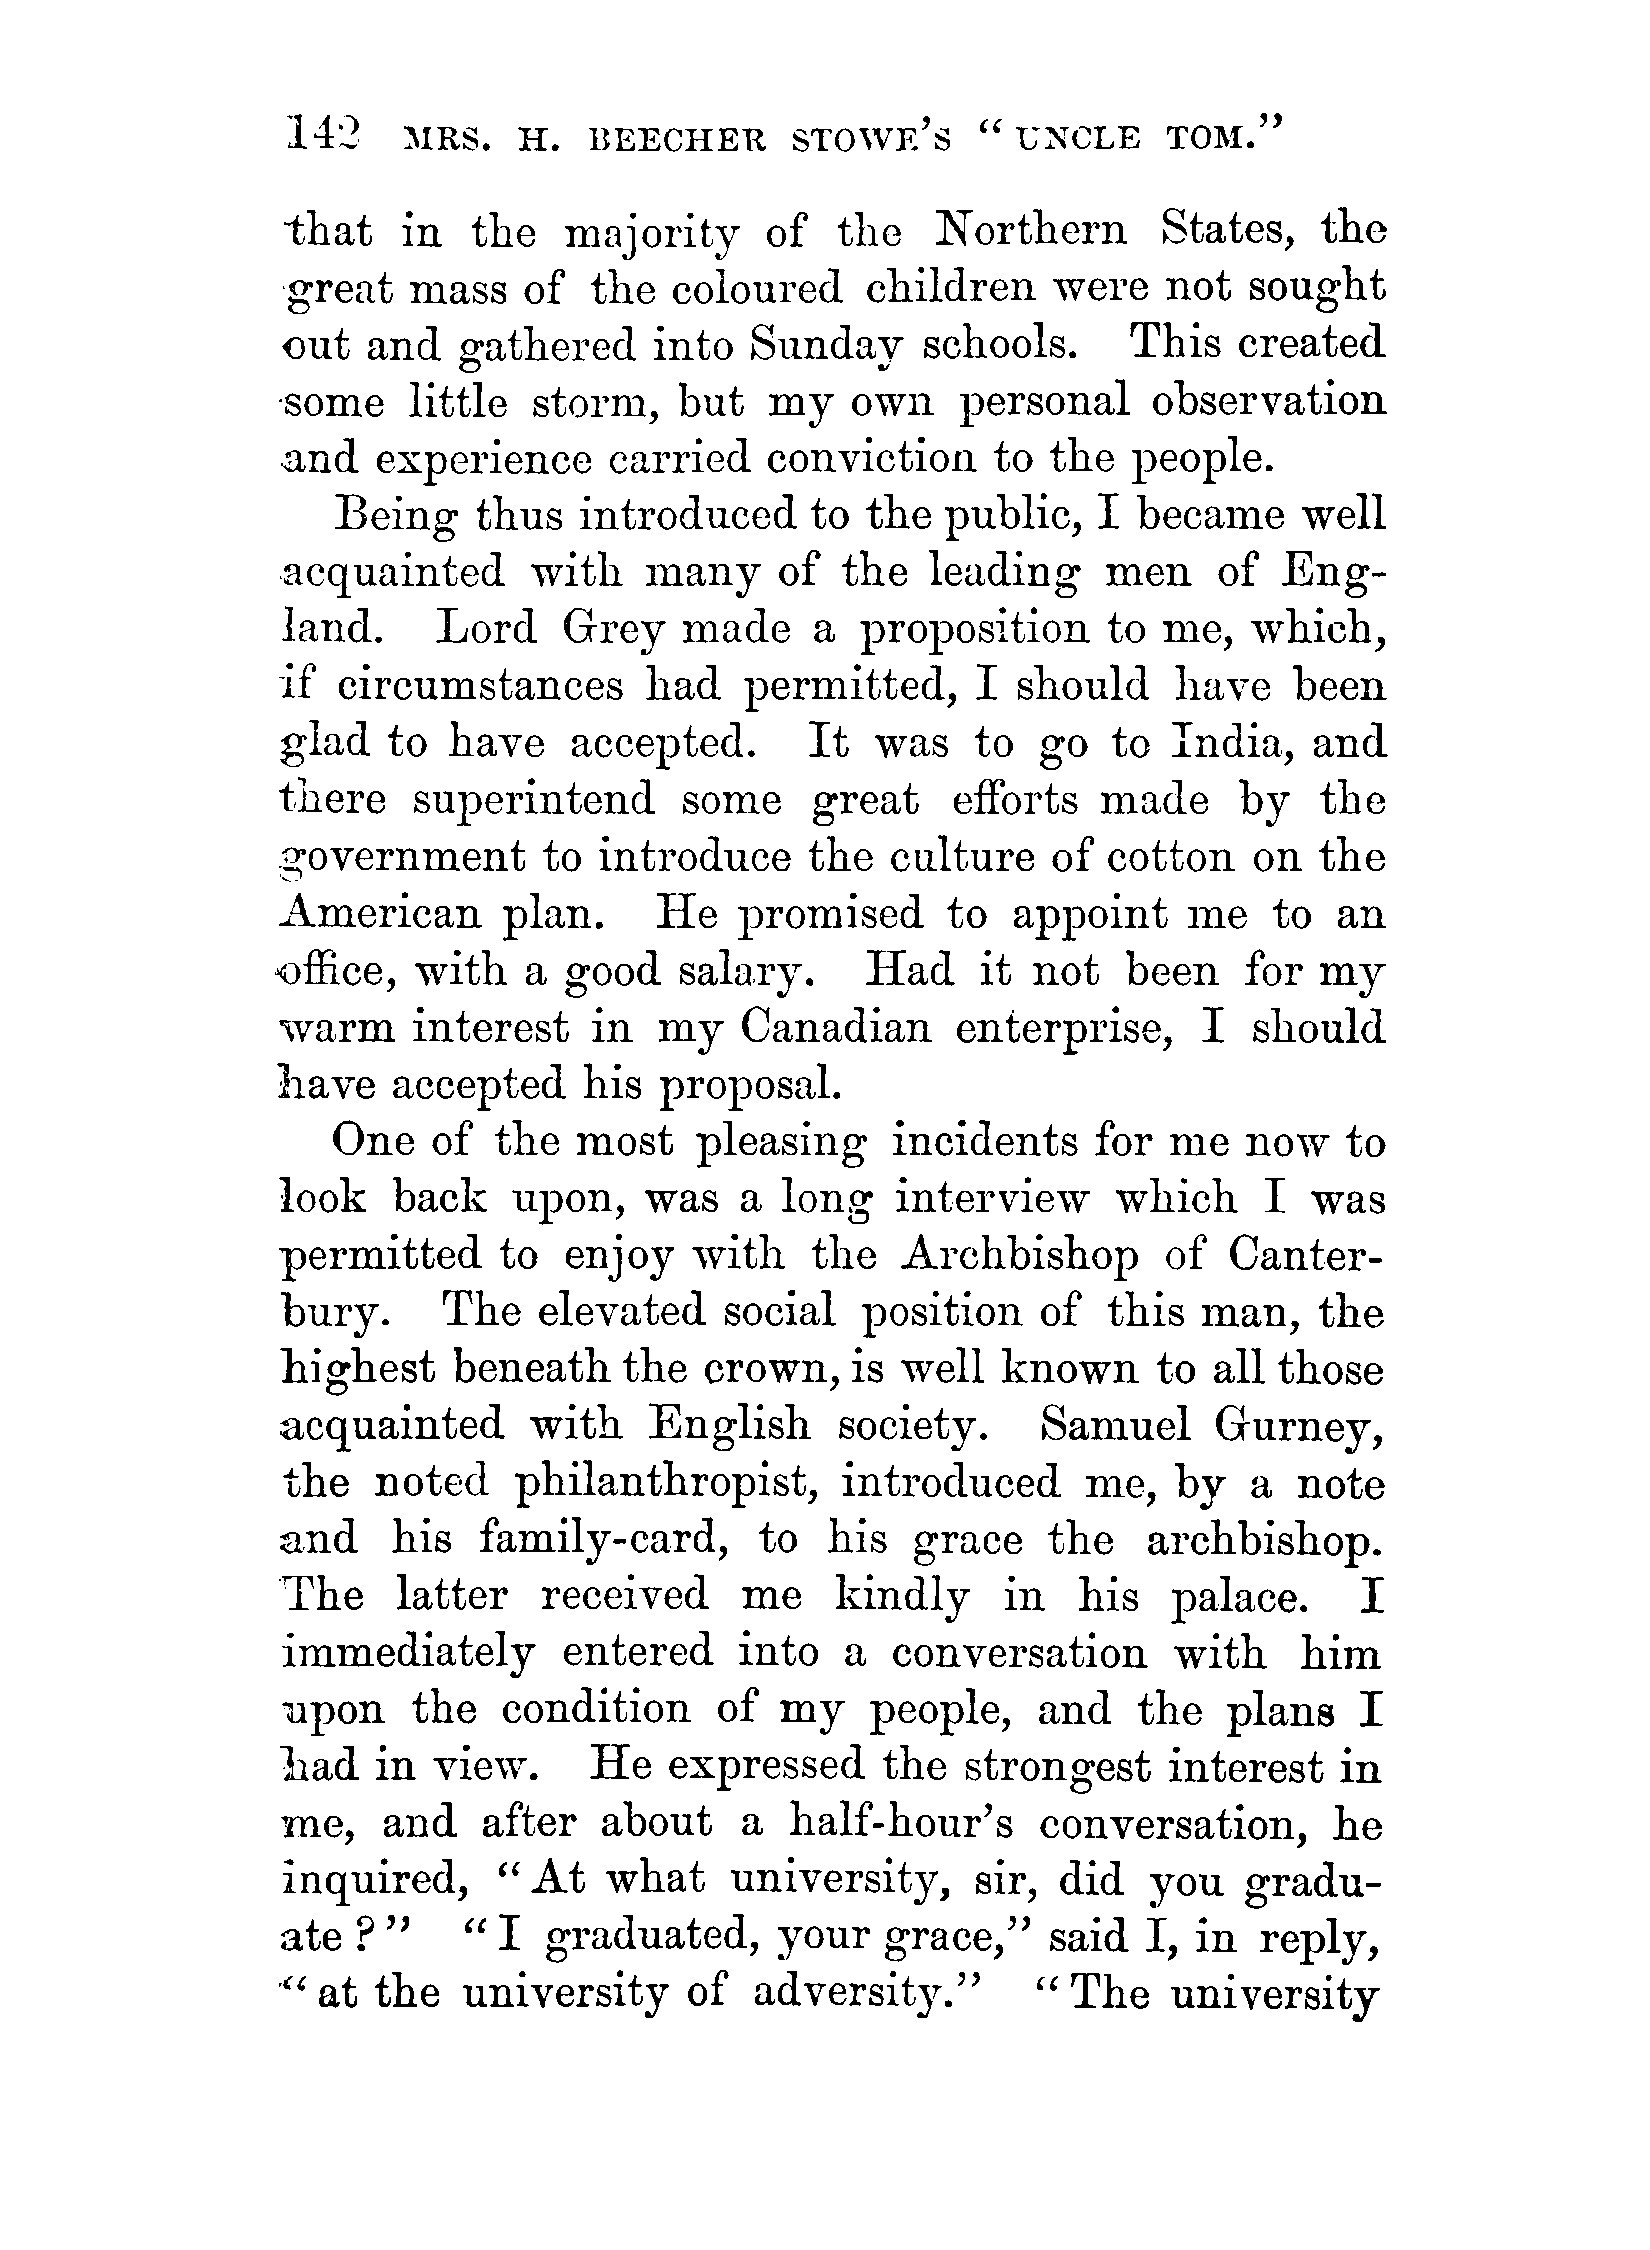 142 MRS. H. BEECHER STOWE'S "UNCLE TOM."
that in the majority of the Northern States, the
great mass of the coloured children were not sought
out and gathered into Sunday schools. This created
some little storm, but my own personal observation
and experience carried conviction to the people.
Being thus introduced to the public, I became well
acquainted with many of the leading men of Eng-
land. Lord Grey made a proposition to me, which,
if circumstances had permitted, I should have been
glad to have accepted. It was to go to India, and
there superintend some great efforts made by the
government to introduce the culture of cotton on the
American plan. He promised to appoint me to an
office, with a good salary. Had it not been for my
warm interest in my Canadian enterprise, I should
have accepted his proposal.
One of the most pleasing incidents for me now to
look back upon, was a long interview which I was
permitted to enjoy with the Archbishop of Canter-
bury. The elevated social position of this man, the
highest beneath the crown, is well known to all those
acquainted with English society. Samuel Gurney,
the noted philanthropist, introduced me, by a note
and his family-card, to his grace the archbishop.
The latter received me kindly in his palace. I
immediately entered into a conversation with him
upon the condition of my people, and the plans I
had in view. He expressed the strongest interest in
me, and after about a half-hour's conversation, he
inquired, "At what university, sir, did you gradu-
ate?" "I graduated, your grace," said I, in reply,
"at the university of adversity." "The university